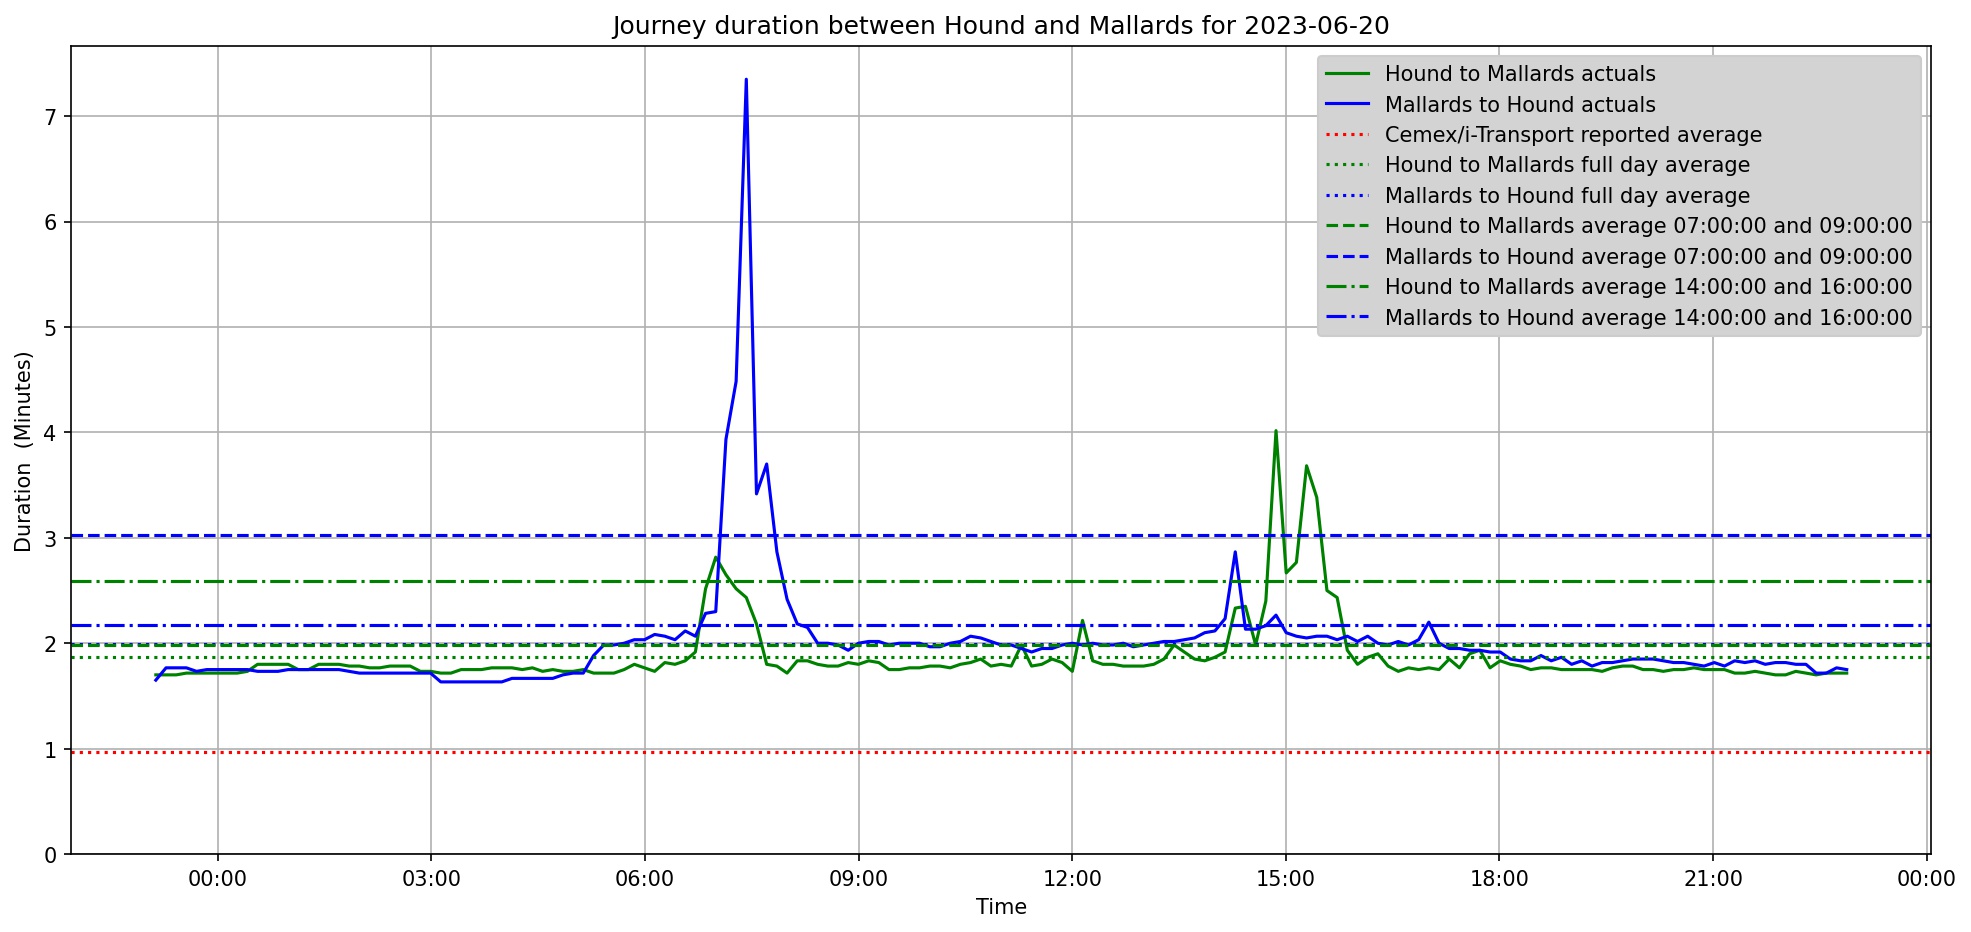 Journey duration between Hound and Mallards for 2023-06-20
Hound to Mallards actuals
Mallards to Hound actuals
Cemex/i-Transport reported average
Hound to Mallards full day average
Mallards to Hound full day average
Hound to Mallards average 07:00:00 and 09:00:00
Mallards to Hound average 07:00:00 and 09:00:00
Hound to Mallards average 14:00:00 and 16:00:00
Mallards to Hound average 14:00:00 and 16:00:00
Duration (Minutes)
7
6
5
4
3
2
1
0
00:00 03:00 06:00 09:00 12:00 15:00 18:00 21:00 00:00
Time